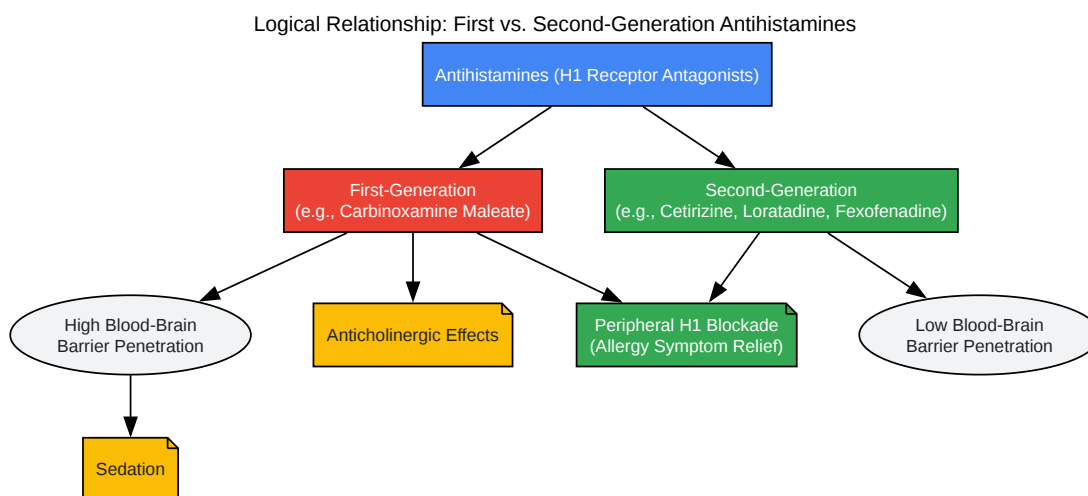 Logical Relationship: First vs. Second-Generation Antihistamines
Antihistamines (H1 Receptor Antagonists)
First-Generation
(e.g., Carbinoxamine Maleate)
Second-Generation
(e.g., Cetirizine, Loratadine, Fexofenadine)
High Blood-Brain
Barrier Penetration
Anticholinergic Effects
Peripheral H1 Blockade
(Allergy Symptom Relief)
Low Blood-Brain
Barrier Penetration
Sedation